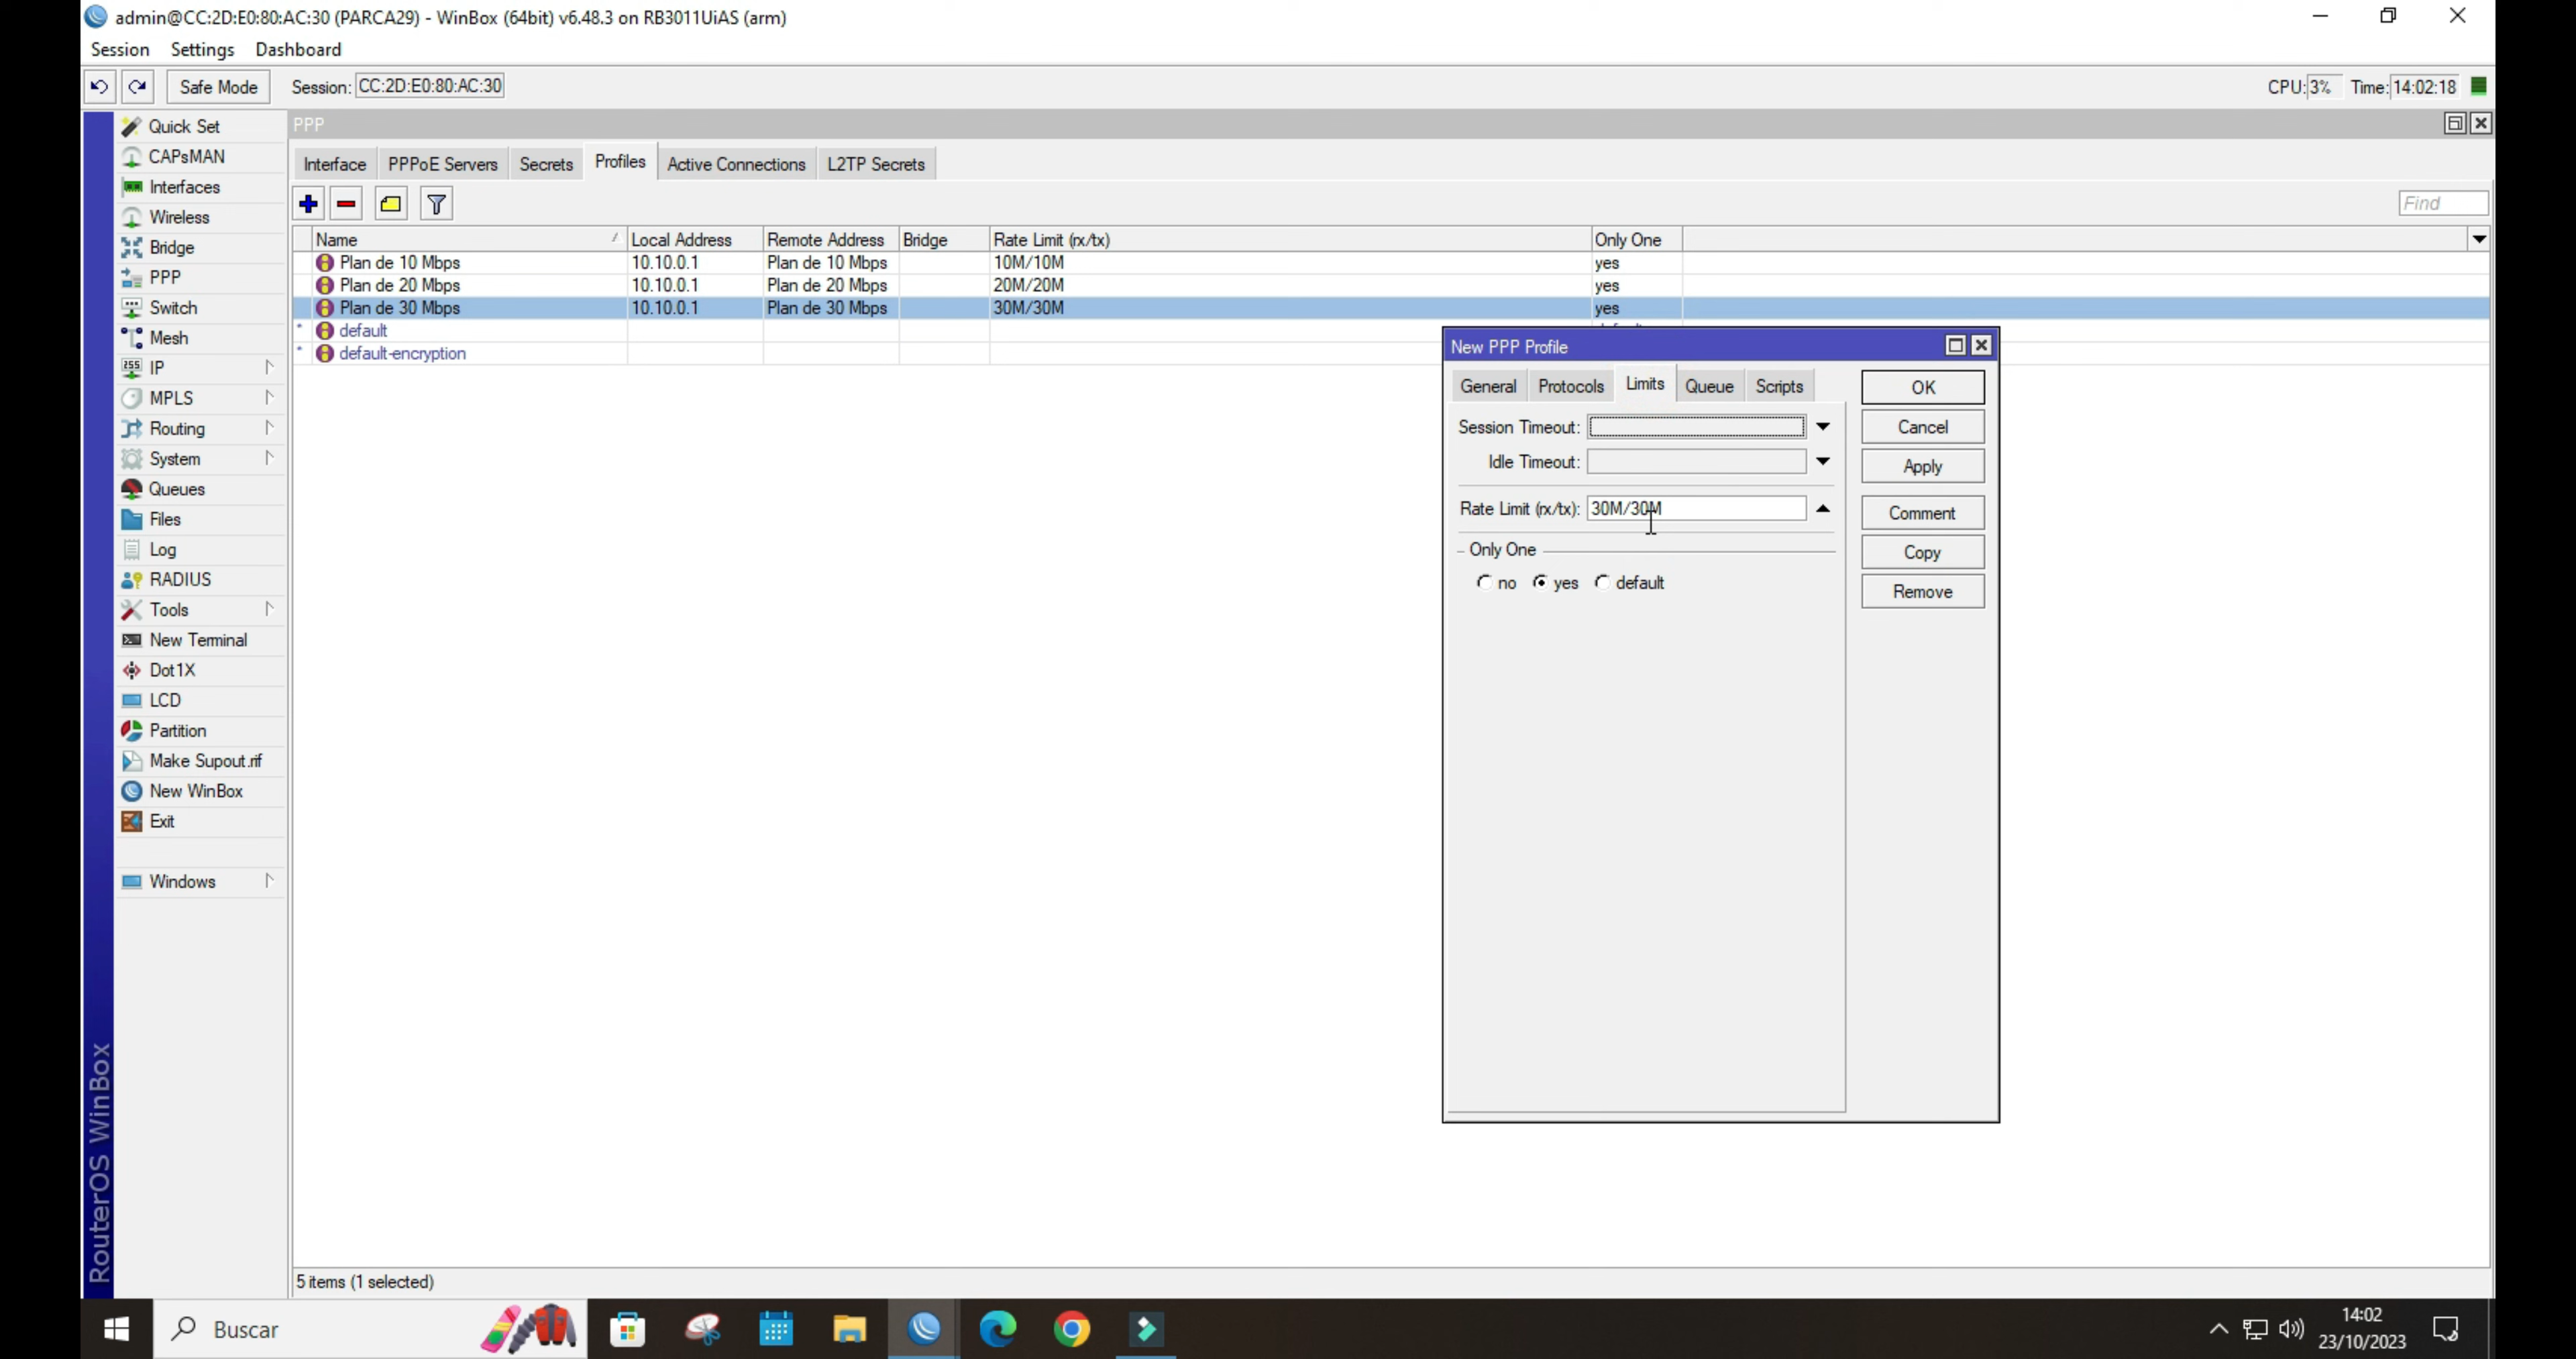 admin@CC:2D:E0:80:AC:30 (PARCA29) - WinBox (64bit) v6.48.3 on RB3011UiAS (arm)
Session Settings Dashboard
Safe Mode Session: CC:2D:E0:80:AC:30 CPU: 3% Time: 14:02:18
PPP
Interface PPPoE Servers Secrets Profiles Active Connections L2TP Secrets
Find
Name Local Address Remote Address Bridge Rate Limit (rx/tx) Only One
Plan de 10 Mbps 10.10.0.1 Plan de 10 Mbps 10M/10M yes
Plan de 20 Mbps 10.10.0.1 Plan de 20 Mbps 20M/20M yes
Plan de 30 Mbps 10.10.0.1 Plan de 30 Mbps 30M/30M yes
* default
* default-encryption
5 items (1 selected)
Quick Set
CAPsMAN
Interfaces
Wireless
Bridge
PPP
Switch
Mesh
255 IP
MPLS
Routing
System
Queues
Files
Log
RADIUS
Tools
New Terminal
Dot1X
LCD
Partition
Make Supout.rif
New WinBox
Exit
Windows
RouterOS WinBox
New PPP Profile
General Protocols Limits Queue Scripts
Session Timeout:
Idle Timeout:
Rate Limit (rx/tx): 30M/30M
Only One
no yes default
OK
Cancel
Apply
Comment
Copy
Remove
Buscar
14:02
23/10/2023